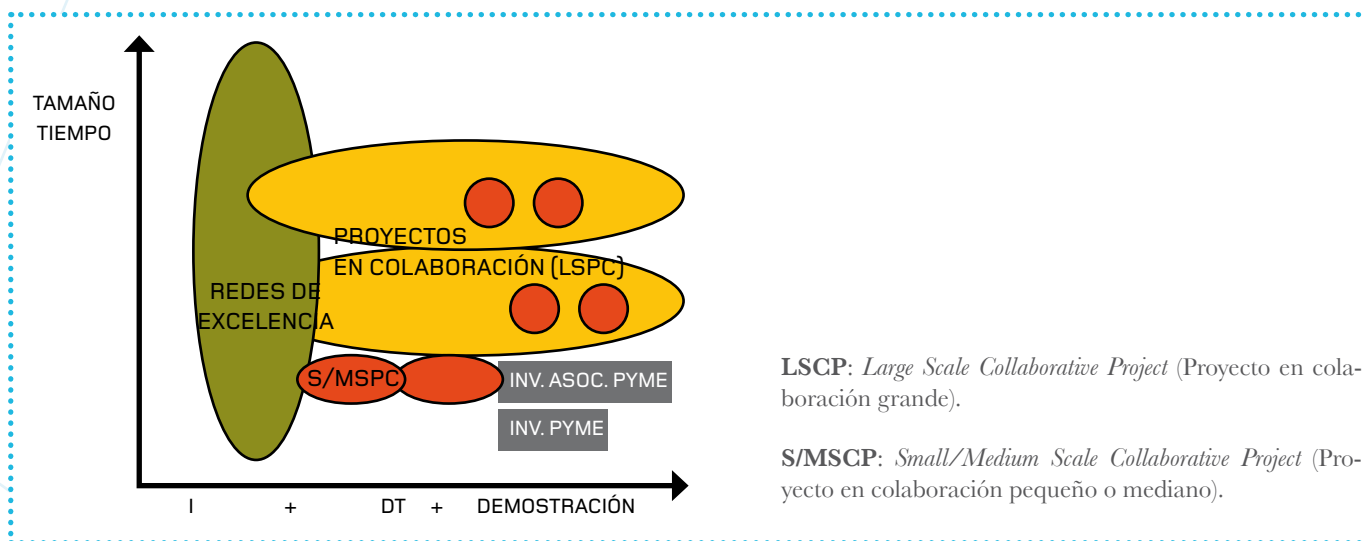 TAMAÑO
TIEMPO
PROYECTOS
EN COLABORACIÓN (LSPC)
REDES DE
EXCELENCIA
S/MSPC
INV. ASOC. PYME
INV. PYME
I + DT + DEMOSTRACIÓN
LSCP: Large Scale Collaborative Project (Proyecto en cola-
boración grande).
S/MSCP: Small/Medium Scale Collaborative Project (Pro-
yecto en colaboración pequeño o mediano).